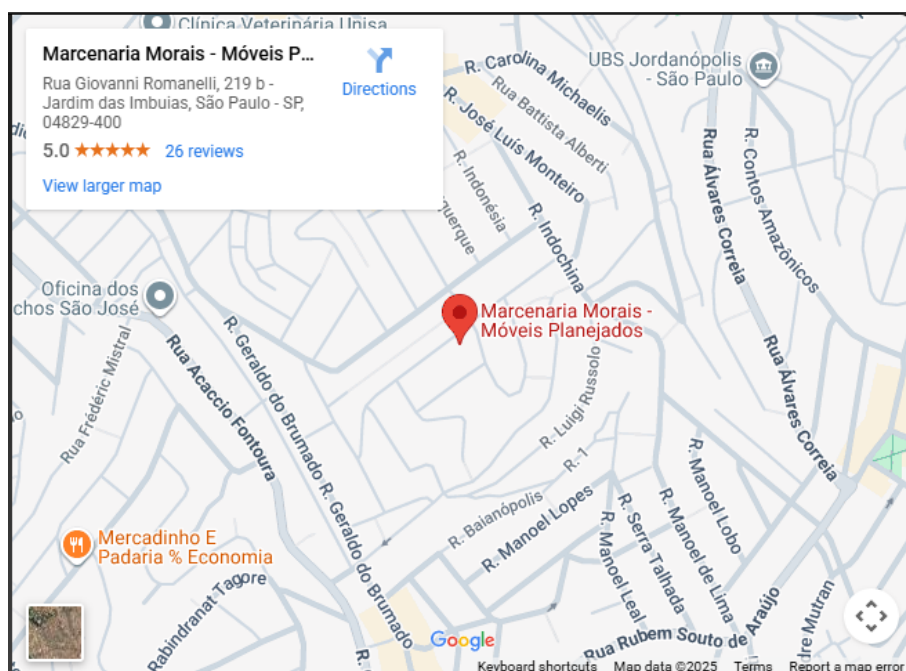 Clínica Veterinária Unisa
Marcenaria Morais - Móveis P...
Directions
Rua Giovanni Romanelli, 219 b -
Jardim das Imbuias, São Paulo - SP,
04829-400
5.0 ★★★★★ 26 reviews
View larger map
R. Carolina Michaelis
UBS Jordanópolis
- São Paulo
Rua Battista Alberti
R. José Luís Monteiro
R. Indonésia
R. Indochina
Rua Álvares Correia
R. Contos Amazônicos
Oficina dos
chos São José
Marcenaria Morais -
Móveis Planejados
Rua Frédéric Mistral
Rua Acaccio Fontoura
R. Geraldo do Brumado
R. Geraldo do Brumado
R. Luigi Russolo
Rua Álvares Correia
R. 1
R. Baianópolis
R. Manoel Lopes
R. Manoel Lobo
R. Manoel de Lima
R. Serra Talhada
R. Manoel Leal
Mercadinho E
Padaria % Economia
Rabindranat Tagore
Rua Rubem Souto de Araújo
dre Mutran
Google
Keyboard shortcuts Map data ©2025 Terms Report a map error